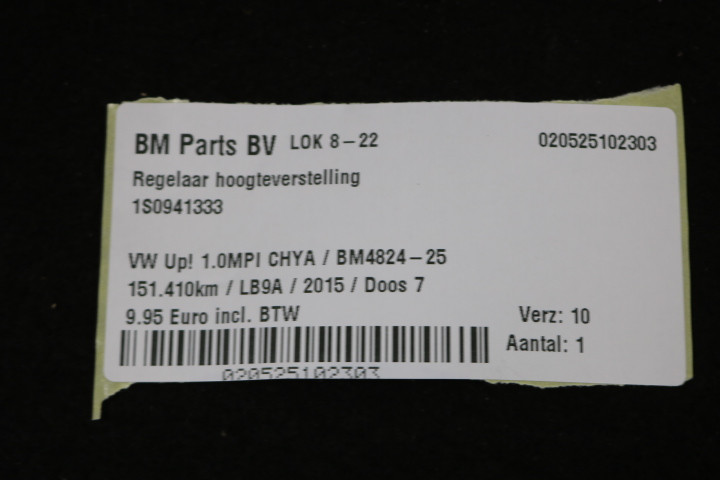 BM Parts BV LOK 8-22 020525102303
Regelaar hoogteverstelling
1S0941333
VW Up! 1.0MPI CHYA / BM4824-25
151.410km / LB9A / 2015 / Doos 7
9.95 Euro incl. BTW Verz: 10
Aantal: 1
020525102303